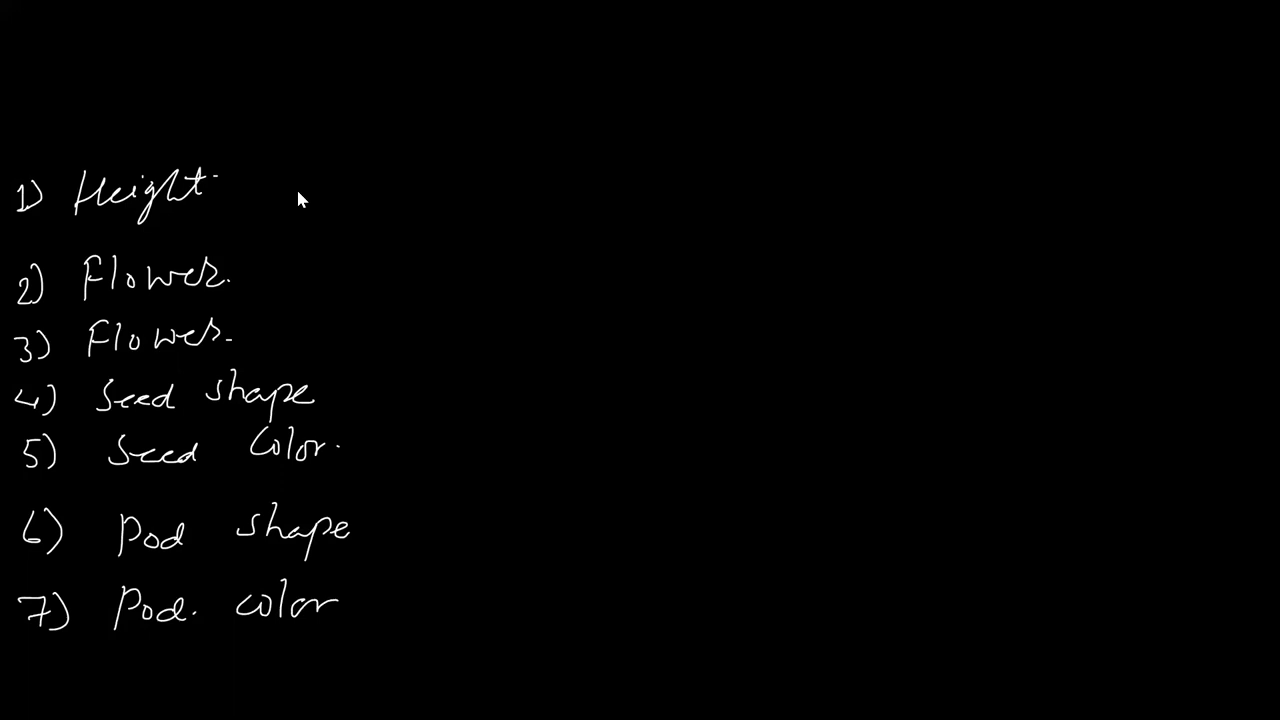 1) Height
2) Flower.
3) Flower.
4) Seed shape
5) Seed color.
6) Pod shape
7) Pod. color